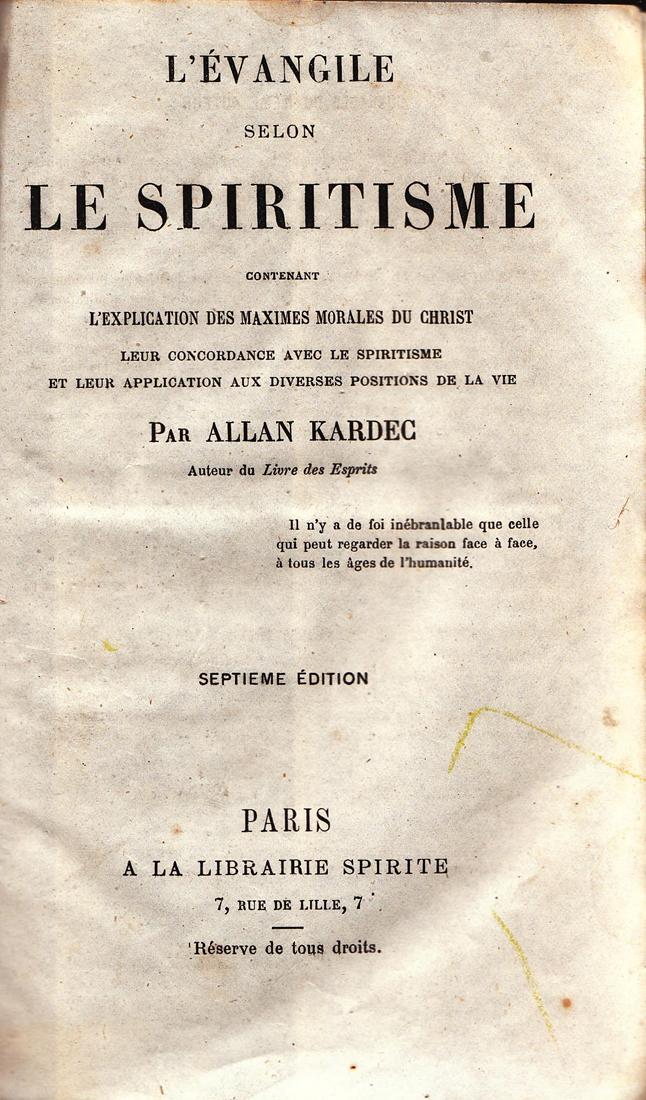 L'ÉVANGILE
SELON
LE SPIRITISME
CONTENANT
L'EXPLICATION DES MAXIMES MORALES DU CHRIST
LEUR CONCORDANCE AVEC LE SPIRITISME
ET LEUR APPLICATION AUX DIVERSES POSITIONS DE LA VIE
PAR ALLAN KARDEC
Auteur du Livre des Esprits
Il n'y a de foi inébranlable que celle
qui peut regarder la raison face à face,
à tous les âges de l'humanité.
SEPTIEME ÉDITION
PARIS
A LA LIBRAIRIE SPIRITE
7, RUE DE LILLE, 7
Réserve de tous droits.